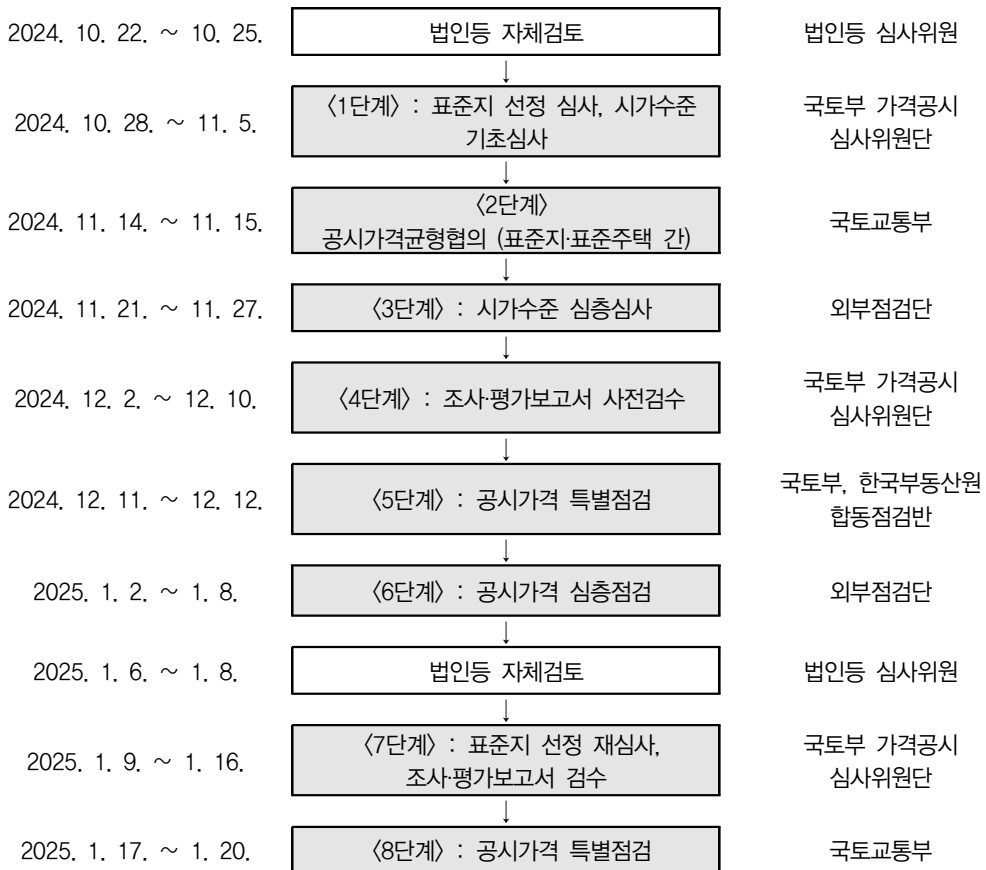 2024. 10. 22. ~ 10. 25. 법인등 자체검토 법인등 심사위원
2024. 10. 28. ~ 11. 5. 〈1단계〉 : 표준지 선정 심사, 시가수준 국토부 가격공시
기초심사 심사위원단
〈2단계〉
2024. 11. 14. ~ 11. 15. 공시가격균형협의 (표준지·표준주택 간) 국토교통부
2024. 11. 21. ~ 11. 27. 〈3단계〉 : 시가수준 심층심사 외부점검단
2024. 12. 2. ~ 12. 10. 〈4단계〉 : 조사·평가보고서 사전검수 국토부 가격공시
심사위원단
2024. 12. 11. ~ 12. 12. 〈5단계〉 : 공시가격 특별점검 국토부, 한국부동산원
합동점검반
2025. 1. 2. ~ 1. 8. 〈6단계〉 : 공시가격 심층점검 외부점검단
2025. 1. 6. ~ 1. 8. 법인등 자체검토 법인등 심사위원
2025. 1. 9. ~ 1. 16. 〈7단계〉 : 표준지 선정 재심사, 국토부 가격공시
조사·평가보고서 검수 심사위원단
2025. 1. 17. ~ 1. 20. 〈8단계〉 : 공시가격 특별점검 국토교통부